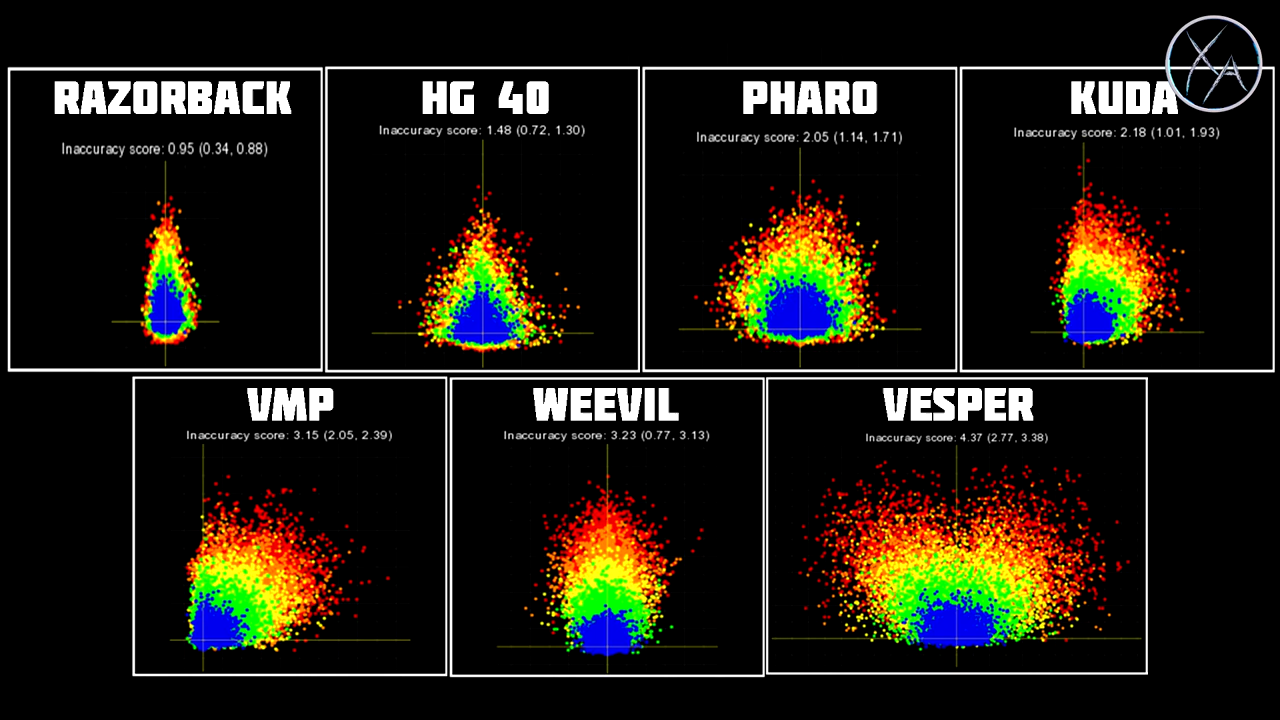 XA
RAZORBACK
Inaccuracy score: 0.95 (0.34, 0.88)
HG 40
Inaccuracy score: 1.48 (0.72, 1.30)
PHARO
Inaccuracy score: 2.05 (1.14, 1.71)
KUDA
Inaccuracy score: 2.18 (1.01, 1.93)
VMP
Inaccuracy score: 3.15 (2.05, 2.39)
WEEVIL
Inaccuracy score: 3.23 (0.77, 3.13)
VESPER
Inaccuracy score: 4.37 (2.77, 3.38)